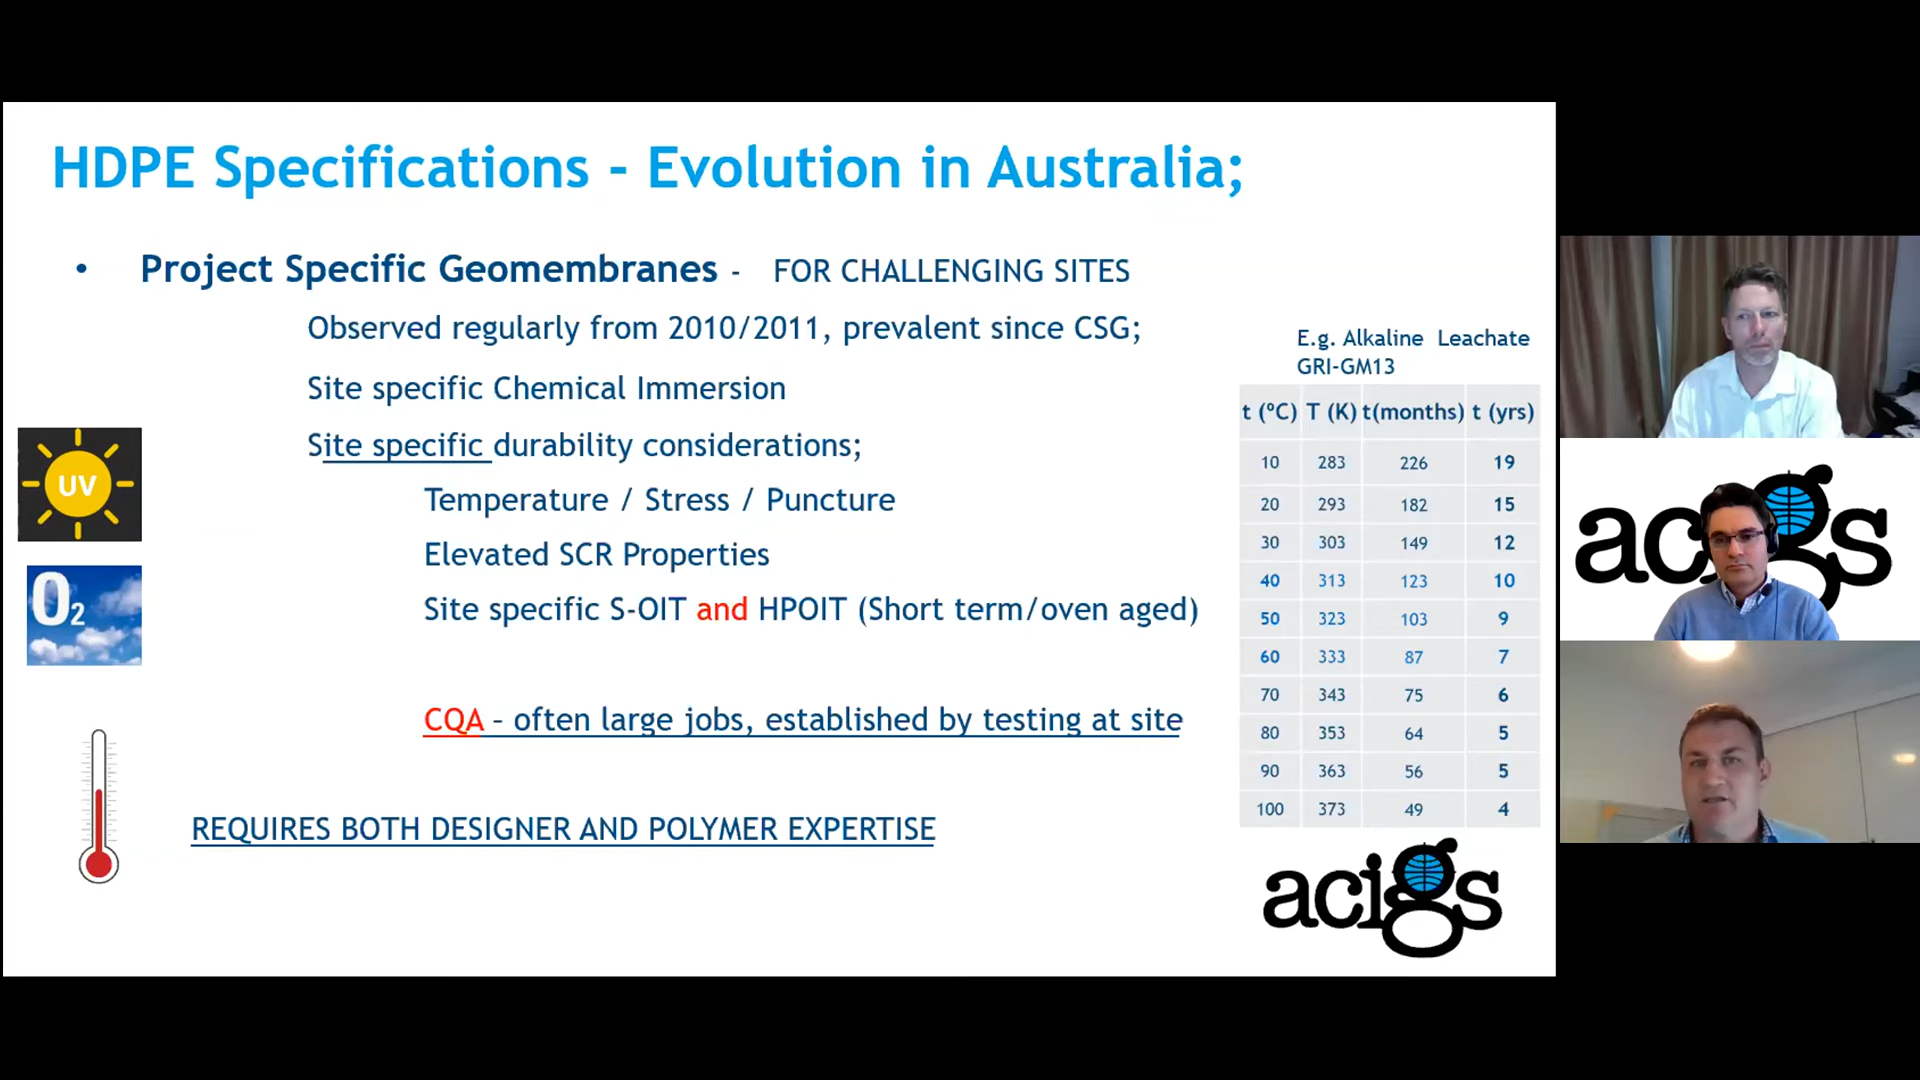 HDPE Specifications - Evolution in Australia;
• Project Specific Geomembranes - FOR CHALLENGING SITES
Observed regularly from 2010/2011, prevalent since CSG;
Site specific Chemical Immersion
Site specific durability considerations;
Temperature / Stress / Puncture
Elevated SCR Properties
Site specific S-OIT and HPOIT (Short term/oven aged)
CQA – often large jobs, established by testing at site
REQUIRES BOTH DESIGNER AND POLYMER EXPERTISE
UV
O2
E.g. Alkaline Leachate
GRI-GM13
t (ºC) T (K) t(months) t (yrs)
10 283 226 19
20 293 182 15
30 303 149 12
40 313 123 10
50 323 103 9
60 333 87 7
70 343 75 6
80 353 64 5
90 363 56 5
100 373 49 4
acigs
acigs